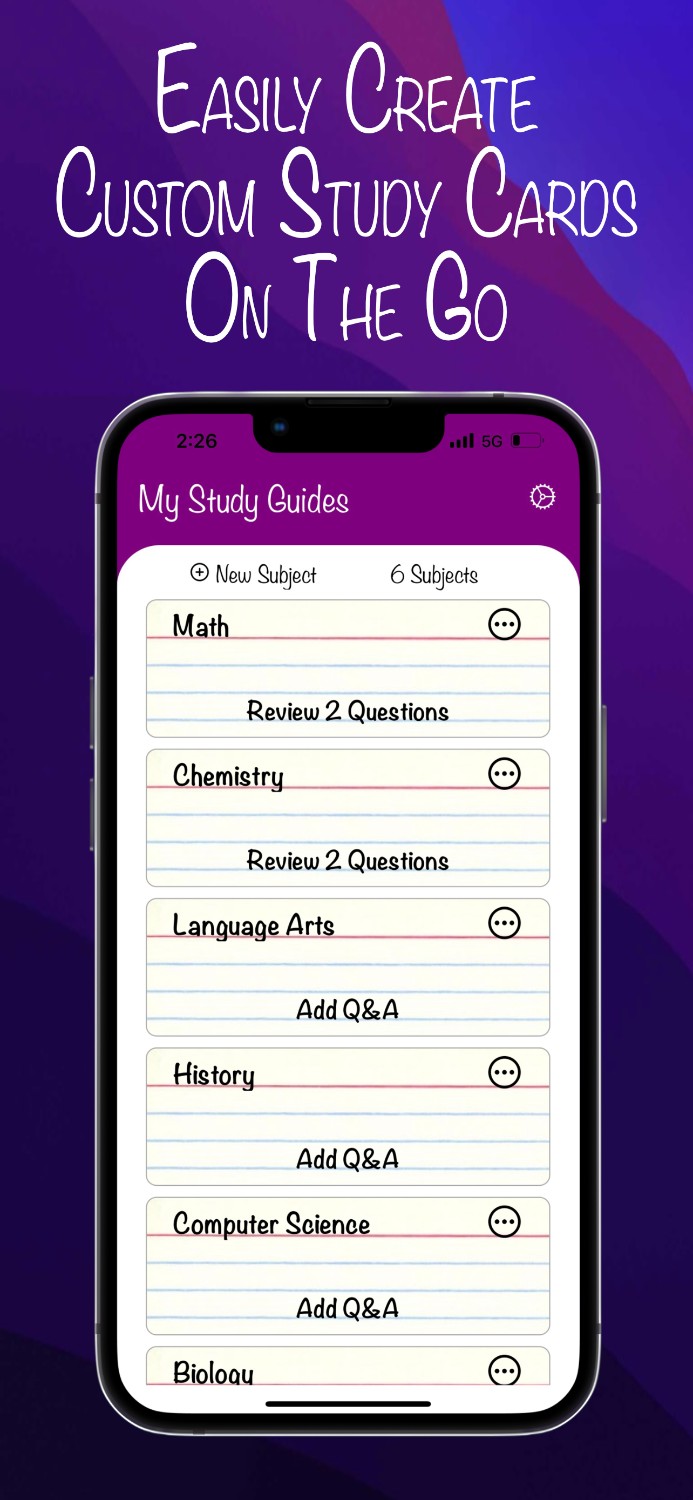 Easily Create
Custom Study Cards
On The Go
2:26 5G
My Study Guides
New Subject 6 Subjects
Math
Review 2 Questions
Chemistry
Review 2 Questions
Language Arts
Add Q&A
History
Add Q&A
Computer Science
Add Q&A
Biology